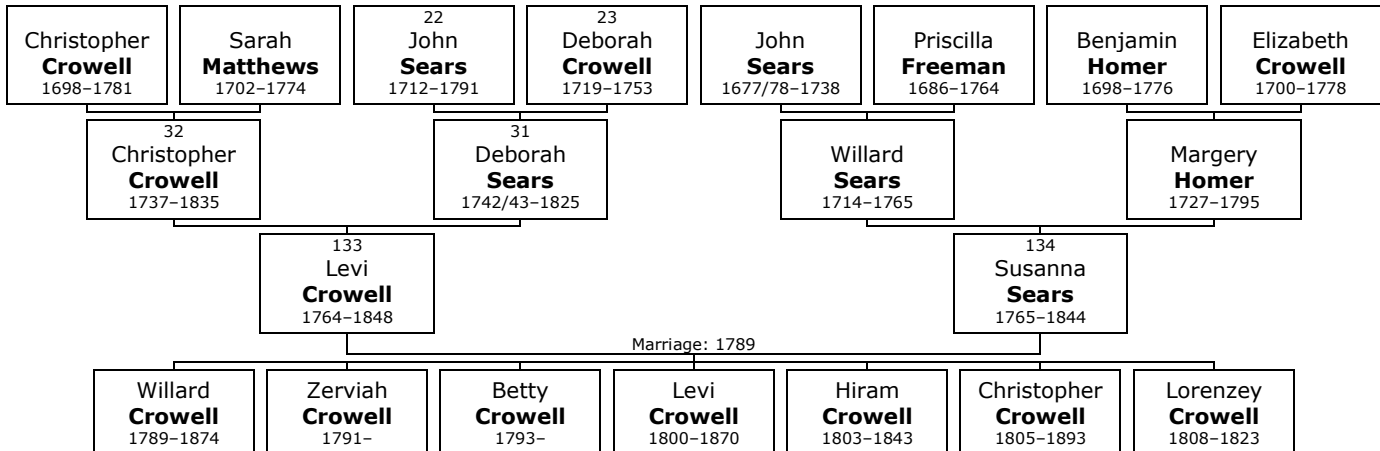 Christopher
Crowell
1698–1781
Sarah
Matthews
1702–1774
22
John
Sears
1712–1791
23
Deborah
Crowell
1719–1753
John
Sears
1677/78–1738
Priscilla
Freeman
1686–1764
Benjamin
Homer
1698–1776
Elizabeth
Crowell
1700–1778
32
Christopher
Crowell
1737–1835
31
Deborah
Sears
1742/43–1825
Willard
Sears
1714–1765
Margery
Homer
1727–1795
133
Levi
Crowell
1764–1848
134
Susanna
Sears
1765–1844
Marriage: 1789
Willard
Crowell
1789–1874
Zerviah
Crowell
1791–
Betty
Crowell
1793–
Levi
Crowell
1800–1870
Hiram
Crowell
1803–1843
Christopher
Crowell
1805–1893
Lorenzey
Crowell
1808–1823